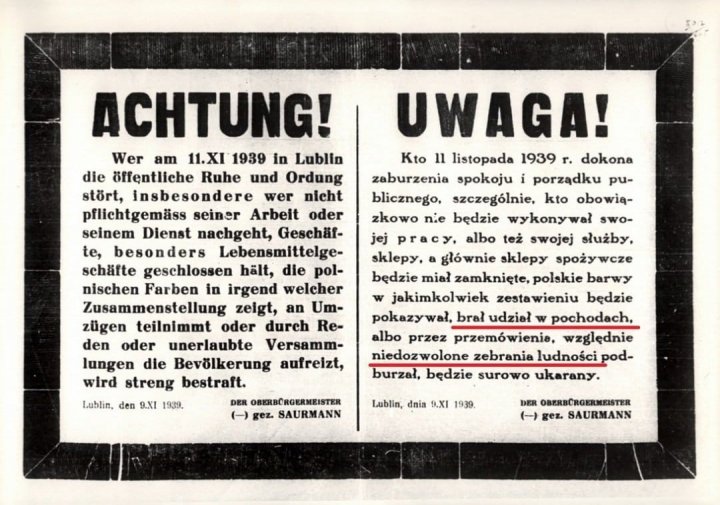 ACHTUNG!
Wer am 11.XI 1939 in Lublin
die öffentliche Ruhe und Ordung
stört, insbesondere wer nicht
pflichtgemäss seiner Arbeit oder
seinem Dienst nachgeht, Geschäf-
te, besonders Lebensmittelge-
schäfte geschlossen hält, die pol-
nischen Farben in irgend welcher
Zusammenstellung zeigt, an Um-
zügen teilnimmt oder durch Re-
den oder unerlaubte Versamm-
lungen die Bevölkerung aufreizt,
wird streng bestraft.
Lublin, den 9.XI 1939.
DER OBERBÜRGERMEISTER
(—) gez. SAURMANN
UWAGA!
Kto 11 listopada 1939 r. dokona
zaburzenia spokoju i porządku pu-
blicznego, szczególnie, kto obowią-
zkowo nie będzie wykonywał swo-
jej pracy, albo też swojej służby,
sklepy, a głównie sklepy spożywcze
będzie miał zamknięte, polskie barwy
w jakimkolwiek zestawieniu będzie
pokazywał, brał udział w pochodach,
albo przez przemówienia, względnie
niedozwolone zebrania ludności pod-
burzał, będzie surowo ukarany.
Lublin, dnia 9.XI 1939.
DER OBERBÜRGERMEISTER
(—) gez. SAURMANN